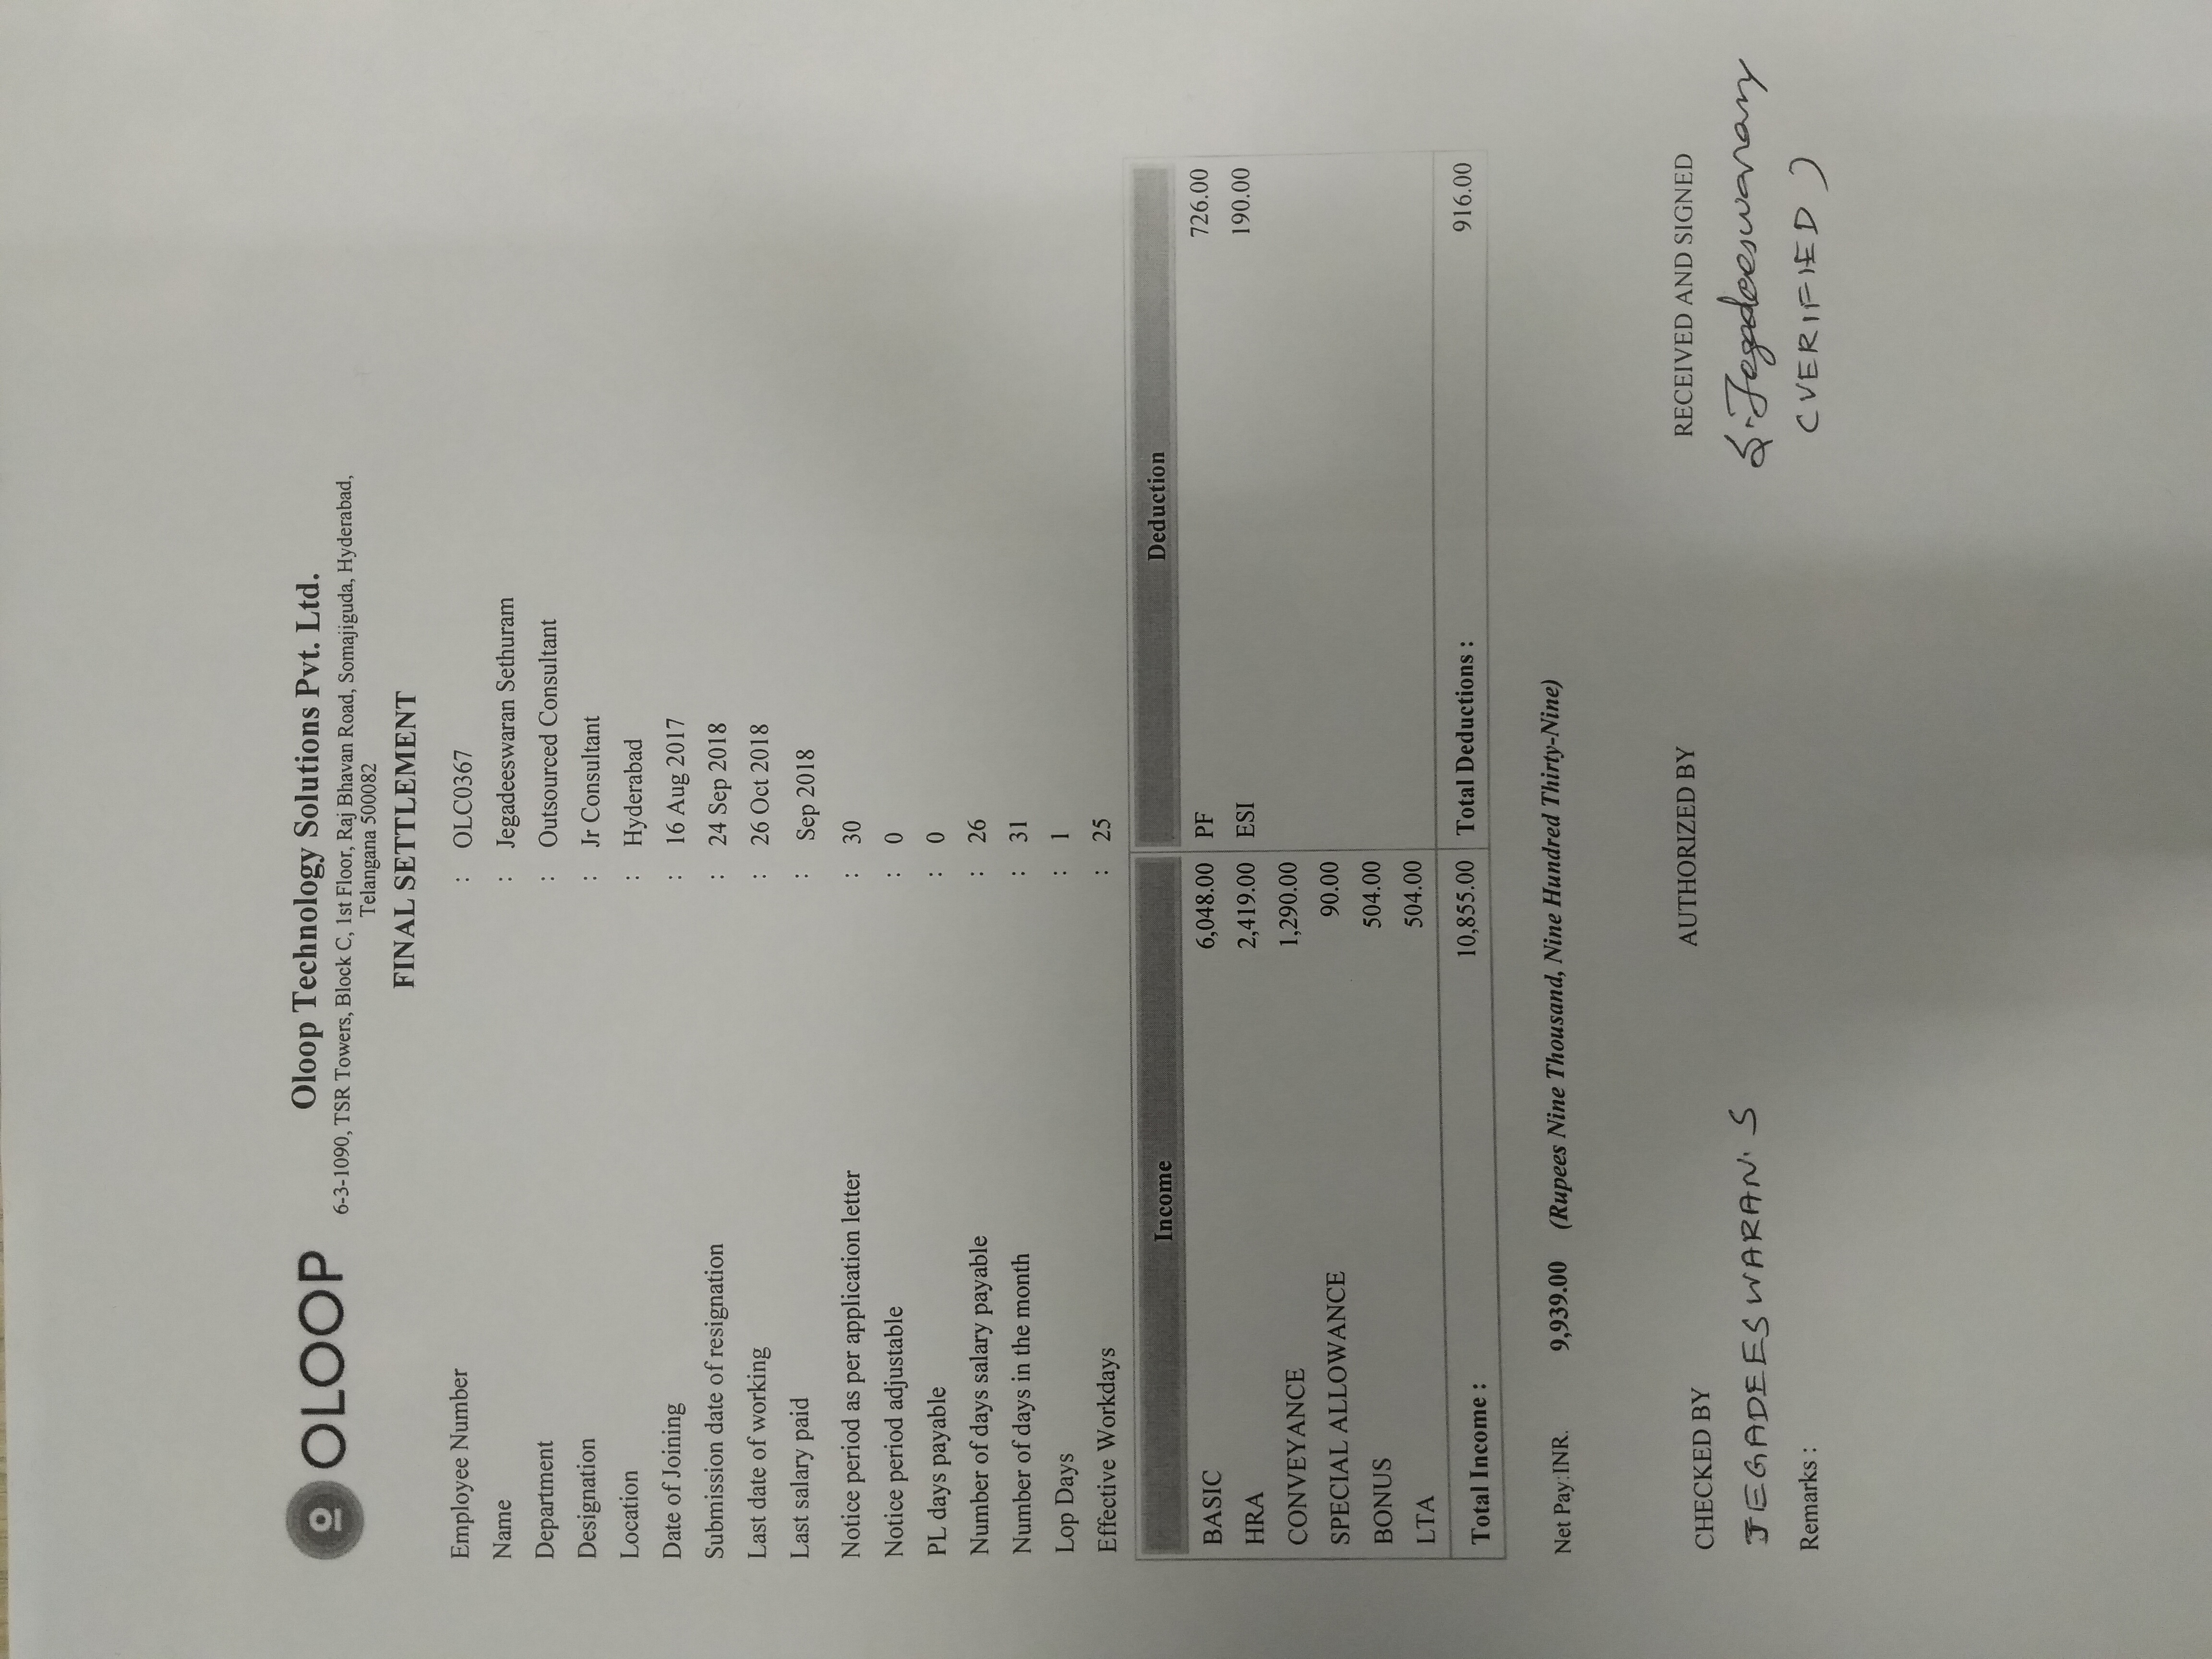 OLOOP
Oloop Technology Solutions Pvt. Ltd.
6-3-1090, TSR Towers, Block C, 1st Floor, Raj Bhavan Road, Somajiguda, Hyderabad,
Telangana 500082
FINAL SETTLEMENT
Employee Number : OLC0367
Name : Jegadeeswaran Sethuram
Department : Outsourced Consultant
Designation : Jr Consultant
Location : Hyderabad
Date of Joining : 16 Aug 2017
Submission date of resignation : 24 Sep 2018
Last date of working : 26 Oct 2018
Last salary paid : Sep 2018
Notice period as per application letter : 30
Notice period adjustable : 0
PL days payable : 0
Number of days salary payable : 26
Number of days in the month : 31
Lop Days : 1
Effective Workdays : 25
Income Deduction
BASIC 6,048.00 PF 726.00
HRA 2,419.00 ESI 190.00
CONVEYANCE 1,290.00
SPECIAL ALLOWANCE 90.00
BONUS 504.00
LTA 504.00
Total Income : 10,855.00 Total Deductions : 916.00
Net Pay:INR. 9,939.00 (Rupees Nine Thousand, Nine Hundred Thirty-Nine)
CHECKED BY AUTHORIZED BY RECEIVED AND SIGNED
JEGADEESWARAN. S S. Jegadeeswarany
Remarks : (VERIFIED)